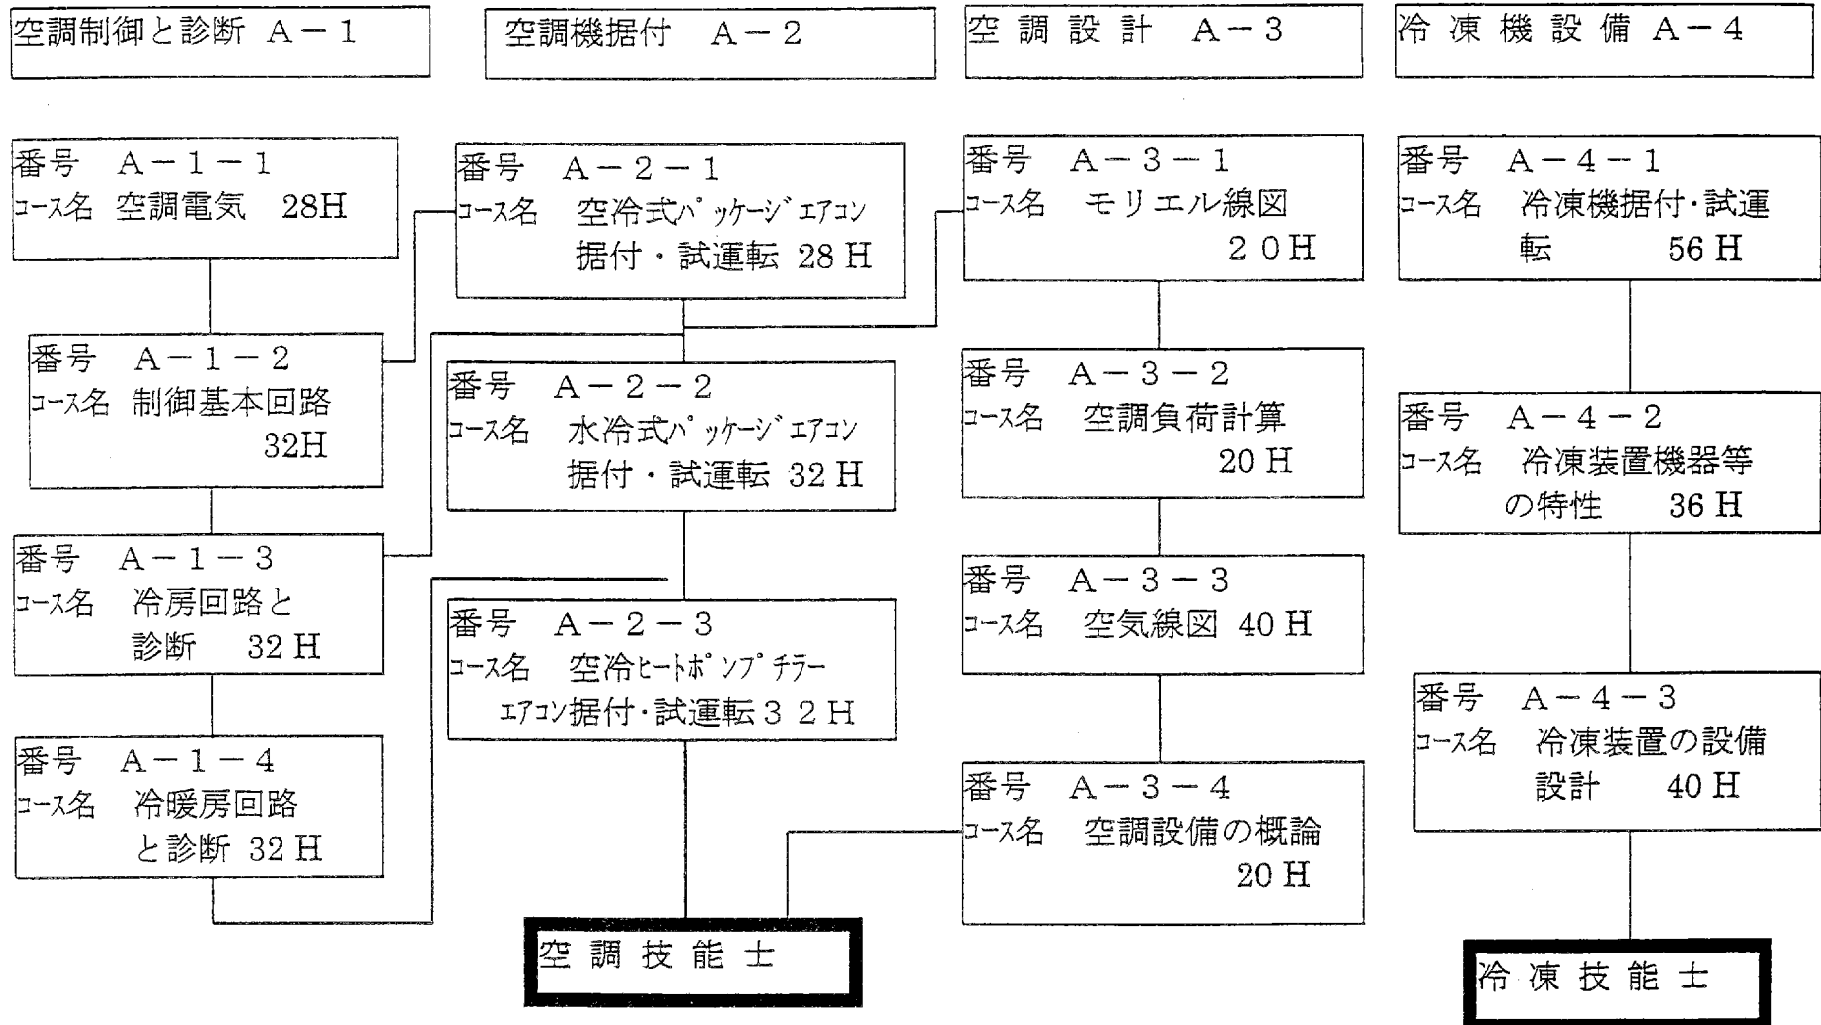 空調制御と診断 A－1
空調機据付 A－2
空調設計 A－3
冷凍機設備 A－4
番号 A－1－1
コース名 空調電気 28H
番号 A－1－2
コース名 制御基本回路
32H
番号 A－1－3
コース名 冷房回路と
診断 32H
番号 A－1－4
コース名 冷暖房回路
と診断 32H
番号 A－2－1
コース名 空冷式パッケージエアコン
据付・試運転 28H
番号 A－2－2
コース名 水冷式パッケージエアコン
据付・試運転 32H
番号 A－2－3
コース名 空冷ヒートポンプチラー
エアコン据付・試運転32H
空調技能士
番号 A－3－1
コース名 モリエル線図
20H
番号 A－3－2
コース名 空調負荷計算
20H
番号 A－3－3
コース名 空気線図 40H
番号 A－3－4
コース名 空調設備の概論
20H
番号 A－4－1
コース名 冷凍機据付・試運
転 56H
番号 A－4－2
コース名 冷凍装置機器等
の特性 36H
番号 A－4－3
コース名 冷凍装置の設備
設計 40H
冷凍技能士